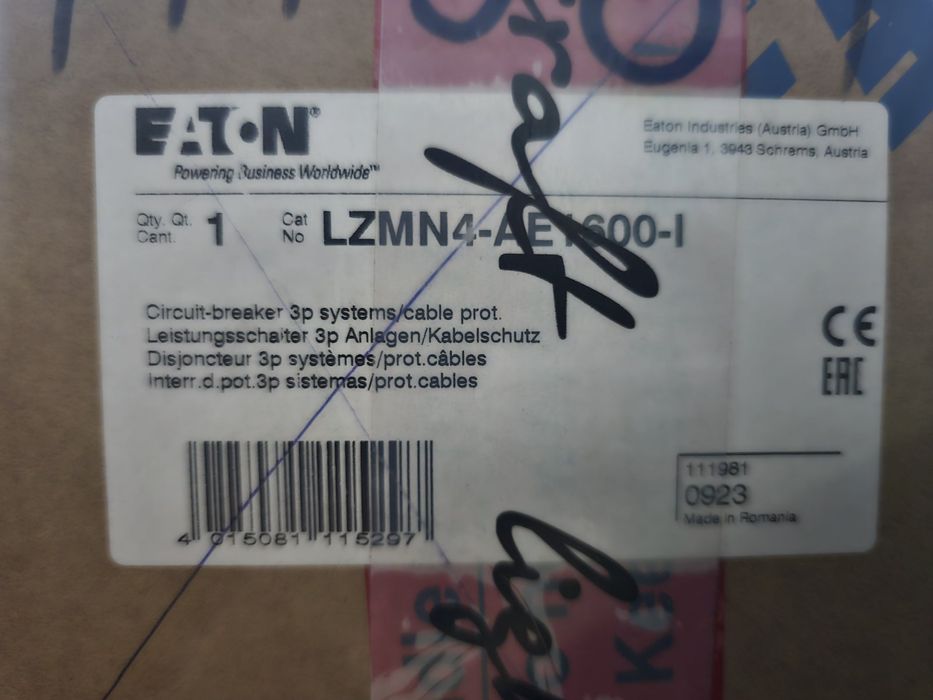 EATON®
Powering Business Worldwide™
Eaton Industries (Austria) GmbH
Eugenia 1, 3943 Schrems, Austria
Qty. Qt. 1
Cant.
Cat
No LZMN4-AE1600-I
Circuit-breaker 3p systems/cable prot.
Leistungsschalter 3p Anlagen/Kabelschutz
Disjoncteur 3p systèmes/prot.câbles
Interr.d.pot.3p sistemas/prot.cables
CE
EAC
4 015081 115297
111981
0923
Made in Romania